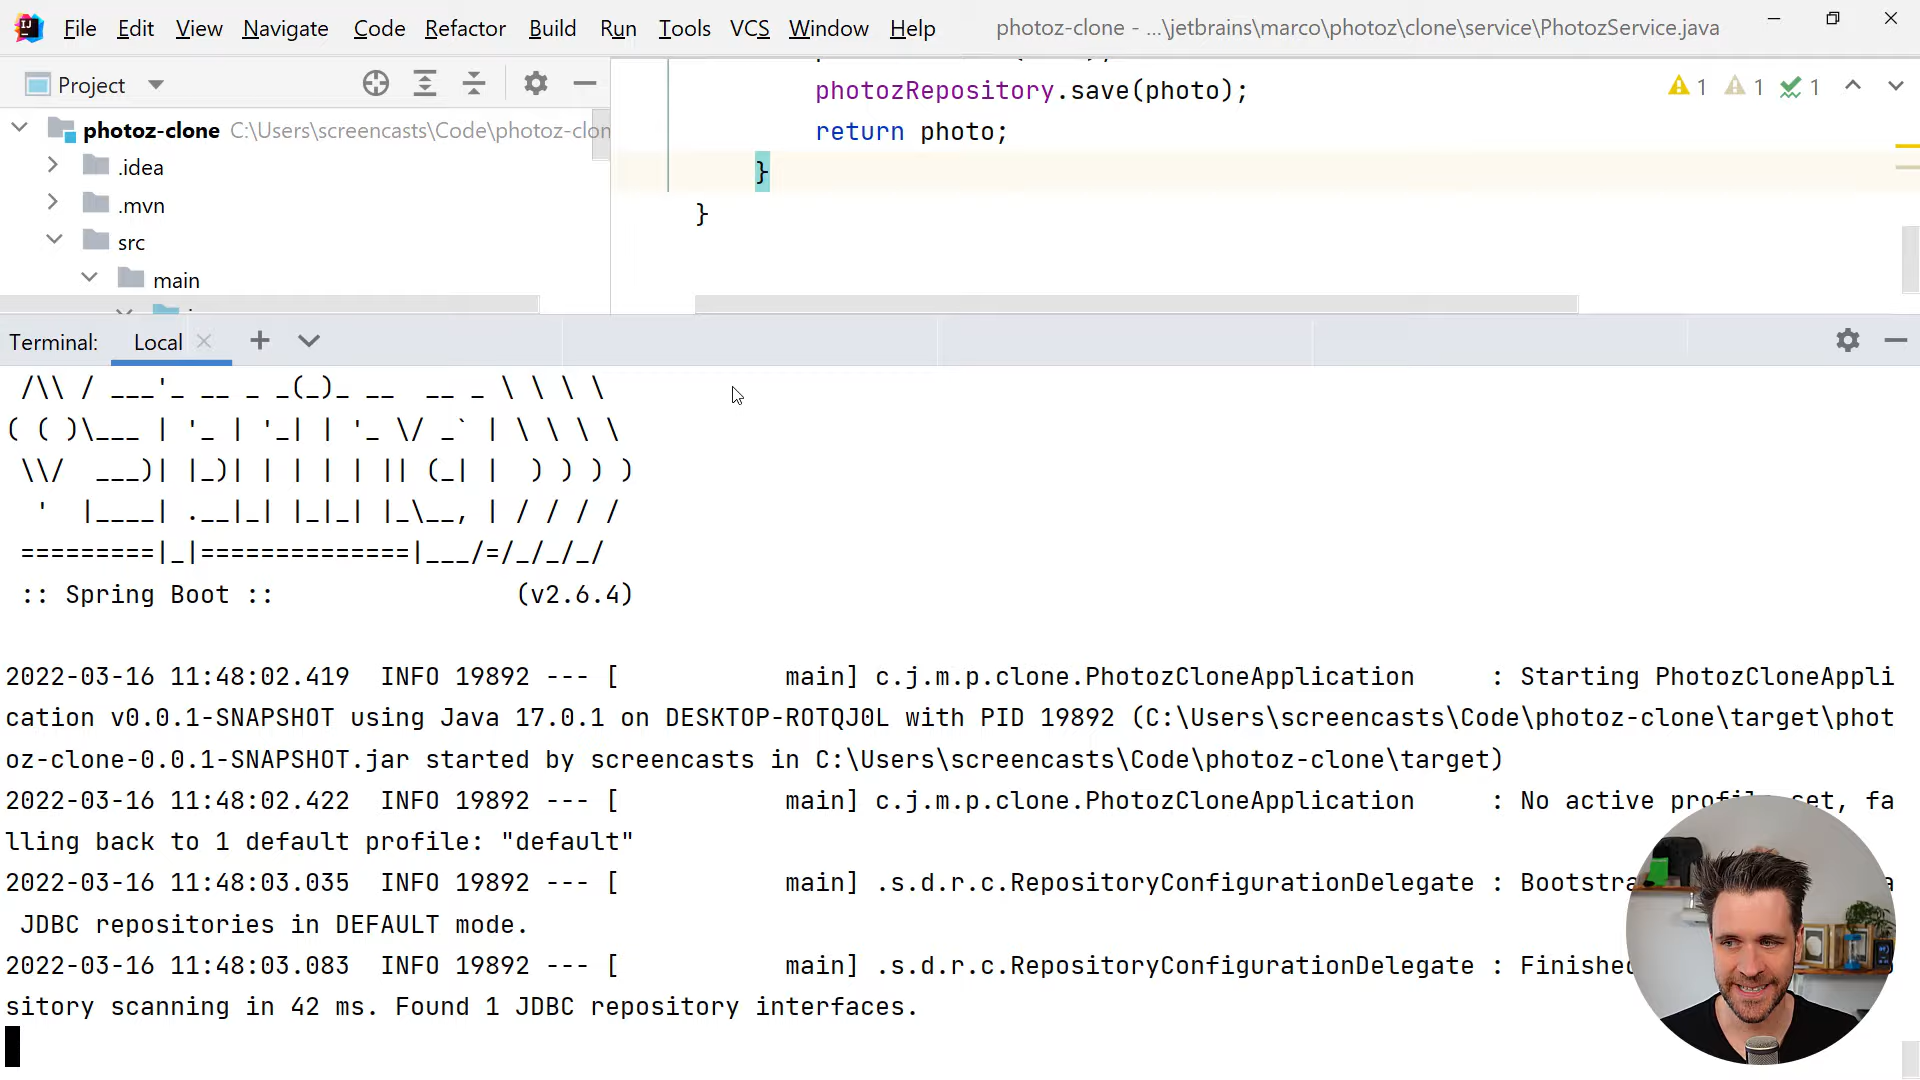 File Edit View Navigate Code Refactor Build Run Tools VCS Window Help photoz-clone - ...\jetbrains\marco\photoz\clone\service\PhotozService.java
Project
photozRepository.save(photo);
1 1 1
photoz-clone C:\Users\screencasts\Code\photoz-clon
return photo;
.idea
}
.mvn
}
src
main
Terminal: Local
 /\\ / ___'_ __ _ _(_)_ __  __ _ \ \ \ \
( ( )\___ | '_ | '_| | '_ \/ _` | \ \ \ \
 \\/  ___)| |_)| | | | | || (_| |  ) ) ) )
  '  |____| .__|_| |_|_| |_\__, | / / / /
 =========|_|==============|___/=/_/_/_/
 :: Spring Boot ::                (v2.6.4)
2022-03-16 11:48:02.419  INFO 19892 --- [           main] c.j.m.p.clone.PhotozCloneApplication     : Starting PhotozCloneAppli
cation v0.0.1-SNAPSHOT using Java 17.0.1 on DESKTOP-ROTQJ0L with PID 19892 (C:\Users\screencasts\Code\photoz-clone\target\phot
oz-clone-0.0.1-SNAPSHOT.jar started by screencasts in C:\Users\screencasts\Code\photoz-clone\target)
2022-03-16 11:48:02.422  INFO 19892 --- [           main] c.j.m.p.clone.PhotozCloneApplication     : No active profile set, fa
lling back to 1 default profile: "default"
2022-03-16 11:48:03.035  INFO 19892 --- [           main] .s.d.r.c.RepositoryConfigurationDelegate : Bootstra
 JDBC repositories in DEFAULT mode.
2022-03-16 11:48:03.083  INFO 19892 --- [           main] .s.d.r.c.RepositoryConfigurationDelegate : Finished
sitory scanning in 42 ms. Found 1 JDBC repository interfaces.